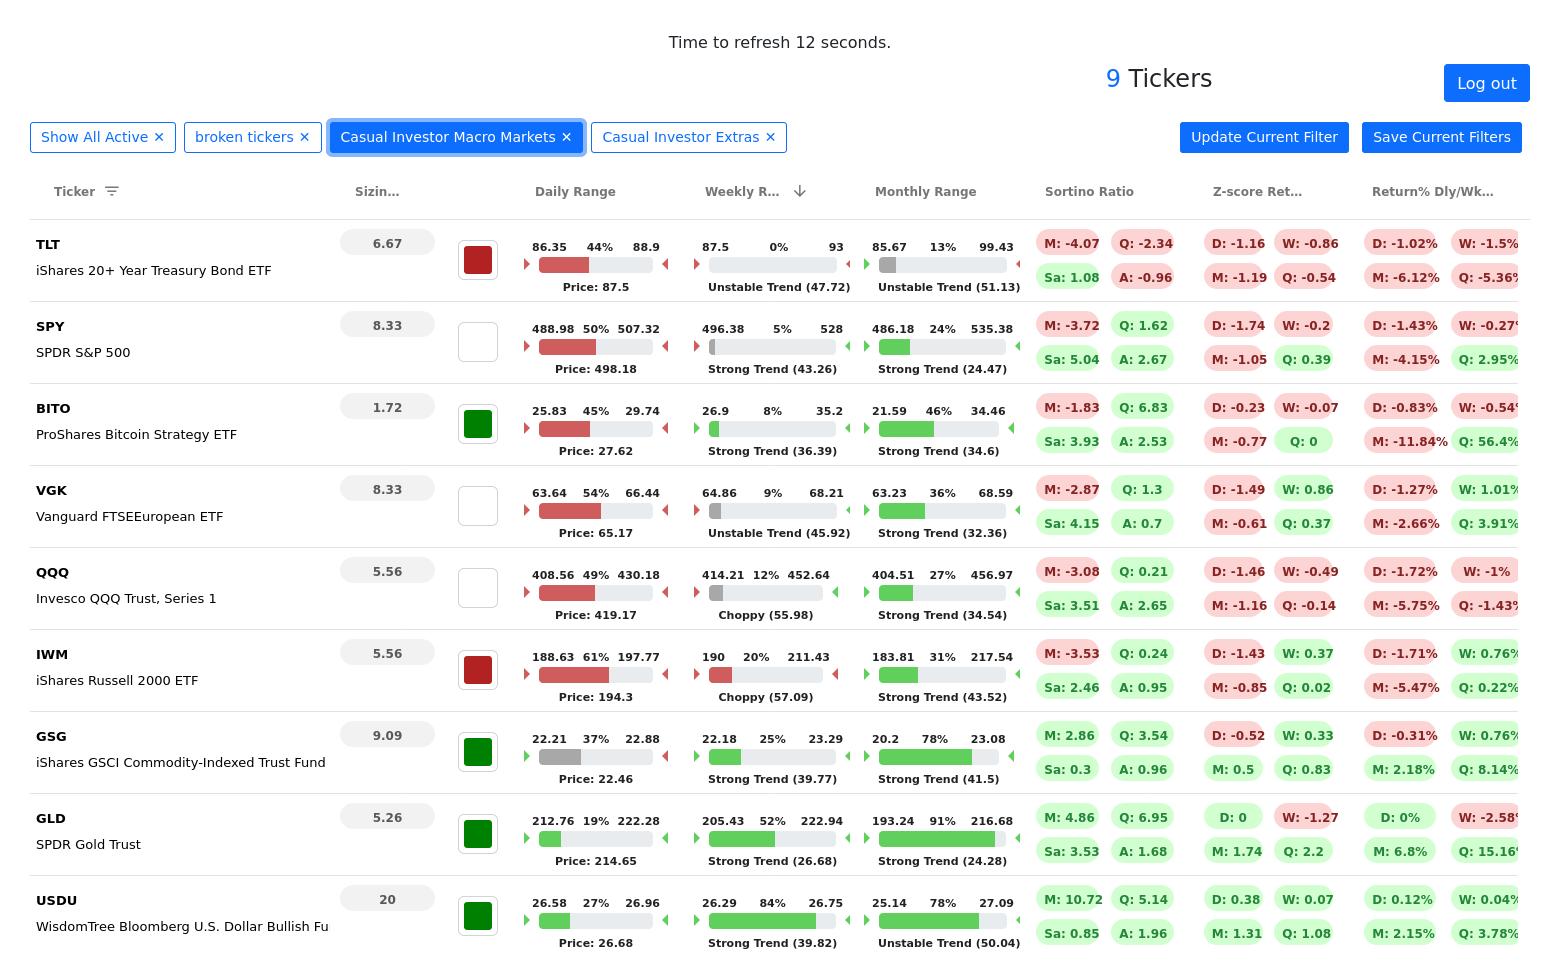 Time to refresh 12 seconds.
9 Tickers
Log out
Show All Active ✕ broken tickers ✕ Casual Investor Macro Markets ✕ Casual Investor Extras ✕ Update Current Filter Save Current Filters
Ticker Sizin… Daily Range Weekly R… Monthly Range Sortino Ratio Z-score Ret… Return% Dly/Wk…
TLT 6.67 86.35 44% 88.9 87.5 0% 93 85.67 13% 99.43 M: -4.07 Q: -2.34 D: -1.16 W: -0.86 D: -1.02% W: -1.5%
iShares 20+ Year Treasury Bond ETF Sa: 1.08 A: -0.96 M: -1.19 Q: -0.54 M: -6.12% Q: -5.36%
Price: 87.5 Unstable Trend (47.72) Unstable Trend (51.13)
SPY 8.33 488.98 50% 507.32 496.38 5% 528 486.18 24% 535.38 M: -3.72 Q: 1.62 D: -1.74 W: -0.2 D: -1.43% W: -0.27%
SPDR S&P 500 Sa: 5.04 A: 2.67 M: -1.05 Q: 0.39 M: -4.15% Q: 2.95%
Price: 498.18 Strong Trend (43.26) Strong Trend (24.47)
BITO 1.72 25.83 45% 29.74 26.9 8% 35.2 21.59 46% 34.46 M: -1.83 Q: 6.83 D: -0.23 W: -0.07 D: -0.83% W: -0.54%
ProShares Bitcoin Strategy ETF Sa: 3.93 A: 2.53 M: -0.77 Q: 0 M: -11.84% Q: 56.4%
Price: 27.62 Strong Trend (36.39) Strong Trend (34.6)
VGK 8.33 63.64 54% 66.44 64.86 9% 68.21 63.23 36% 68.59 M: -2.87 Q: 1.3 D: -1.49 W: 0.86 D: -1.27% W: 1.01%
Vanguard FTSEEuropean ETF Sa: 4.15 A: 0.7 M: -0.61 Q: 0.37 M: -2.66% Q: 3.91%
Price: 65.17 Unstable Trend (45.92) Strong Trend (32.36)
QQQ 5.56 408.56 49% 430.18 414.21 12% 452.64 404.51 27% 456.97 M: -3.08 Q: 0.21 D: -1.46 W: -0.49 D: -1.72% W: -1%
Invesco QQQ Trust, Series 1 Sa: 3.51 A: 2.65 M: -1.16 Q: -0.14 M: -5.75% Q: -1.43%
Price: 419.17 Choppy (55.98) Strong Trend (34.54)
IWM 5.56 188.63 61% 197.77 190 20% 211.43 183.81 31% 217.54 M: -3.53 Q: 0.24 D: -1.43 W: 0.37 D: -1.71% W: 0.76%
iShares Russell 2000 ETF Sa: 2.46 A: 0.95 M: -0.85 Q: 0.02 M: -5.47% Q: 0.22%
Price: 194.3 Choppy (57.09) Strong Trend (43.52)
GSG 9.09 22.21 37% 22.88 22.18 25% 23.29 20.2 78% 23.08 M: 2.86 Q: 3.54 D: -0.52 W: 0.33 D: -0.31% W: 0.76%
iShares GSCI Commodity-Indexed Trust Fund Sa: 0.3 A: 0.96 M: 0.5 Q: 0.83 M: 2.18% Q: 8.14%
Price: 22.46 Strong Trend (39.77) Strong Trend (41.5)
GLD 5.26 212.76 19% 222.28 205.43 52% 222.94 193.24 91% 216.68 M: 4.86 Q: 6.95 D: 0 W: -1.27 D: 0% W: -2.58%
SPDR Gold Trust Sa: 3.53 A: 1.68 M: 1.74 Q: 2.2 M: 6.8% Q: 15.16%
Price: 214.65 Strong Trend (26.68) Strong Trend (24.28)
USDU 20 26.58 27% 26.96 26.29 84% 26.75 25.14 78% 27.09 M: 10.72 Q: 5.14 D: 0.38 W: 0.07 D: 0.12% W: 0.04%
WisdomTree Bloomberg U.S. Dollar Bullish Fu Sa: 0.85 A: 1.96 M: 1.31 Q: 1.08 M: 2.15% Q: 3.78%
Price: 26.68 Strong Trend (39.82) Unstable Trend (50.04)